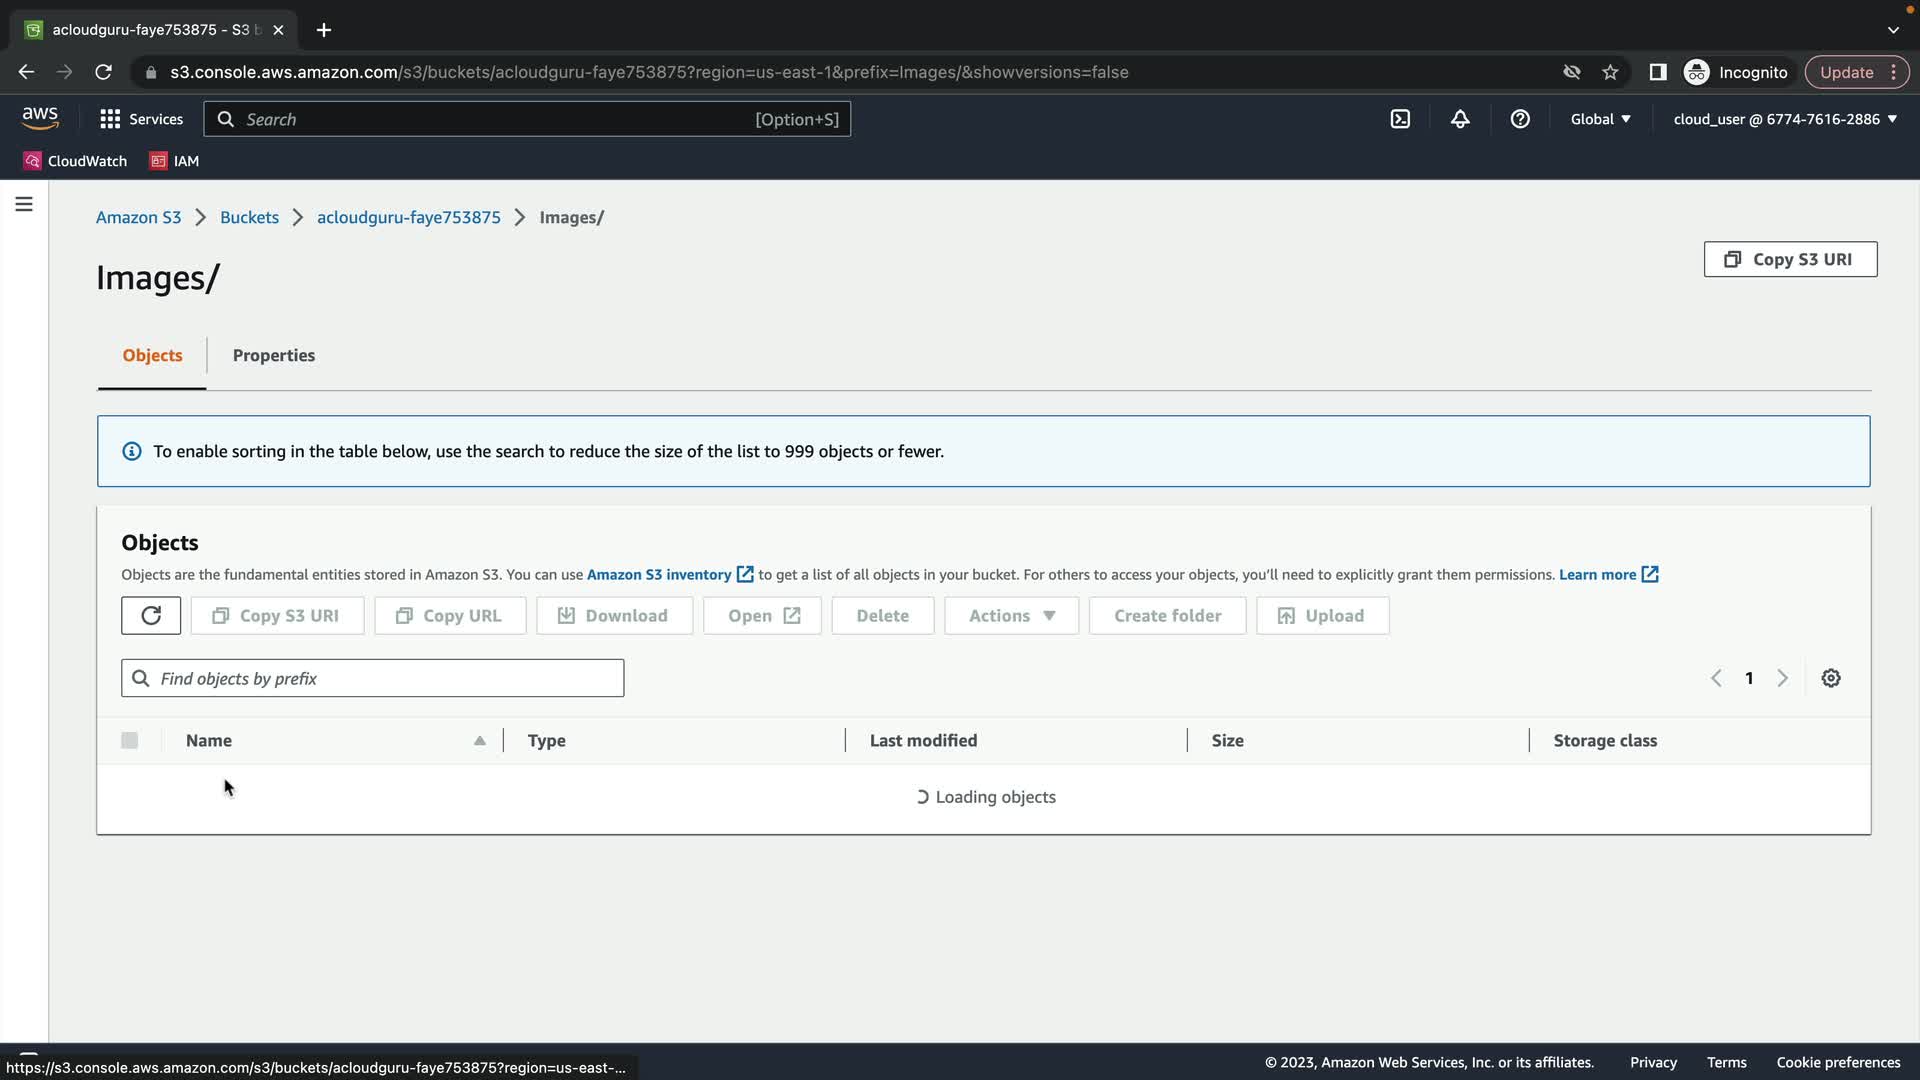 acloudguru-faye753875 - S3 b
s3.console.aws.amazon.com/s3/buckets/acloudguru-faye753875?region=us-east-1&prefix=Images/&showversions=false
Incognito
Update
aws
Services
Search
[Option+S]
Global
cloud_user @ 6774-7616-2886
CloudWatch
IAM
Amazon S3
Buckets
acloudguru-faye753875
Images/
Images/
Copy S3 URI
Objects
Properties
To enable sorting in the table below, use the search to reduce the size of the list to 999 objects or fewer.
Objects
Objects are the fundamental entities stored in Amazon S3. You can use Amazon S3 inventory to get a list of all objects in your bucket. For others to access your objects, you'll need to explicitly grant them permissions. Learn more
Copy S3 URI
Copy URL
Download
Open
Delete
Actions
Create folder
Upload
Find objects by prefix
1
Name
Type
Last modified
Size
Storage class
Loading objects
https://s3.console.aws.amazon.com/s3/buckets/acloudguru-faye753875?region=us-east-...
© 2023, Amazon Web Services, Inc. or its affiliates.
Privacy
Terms
Cookie preferences